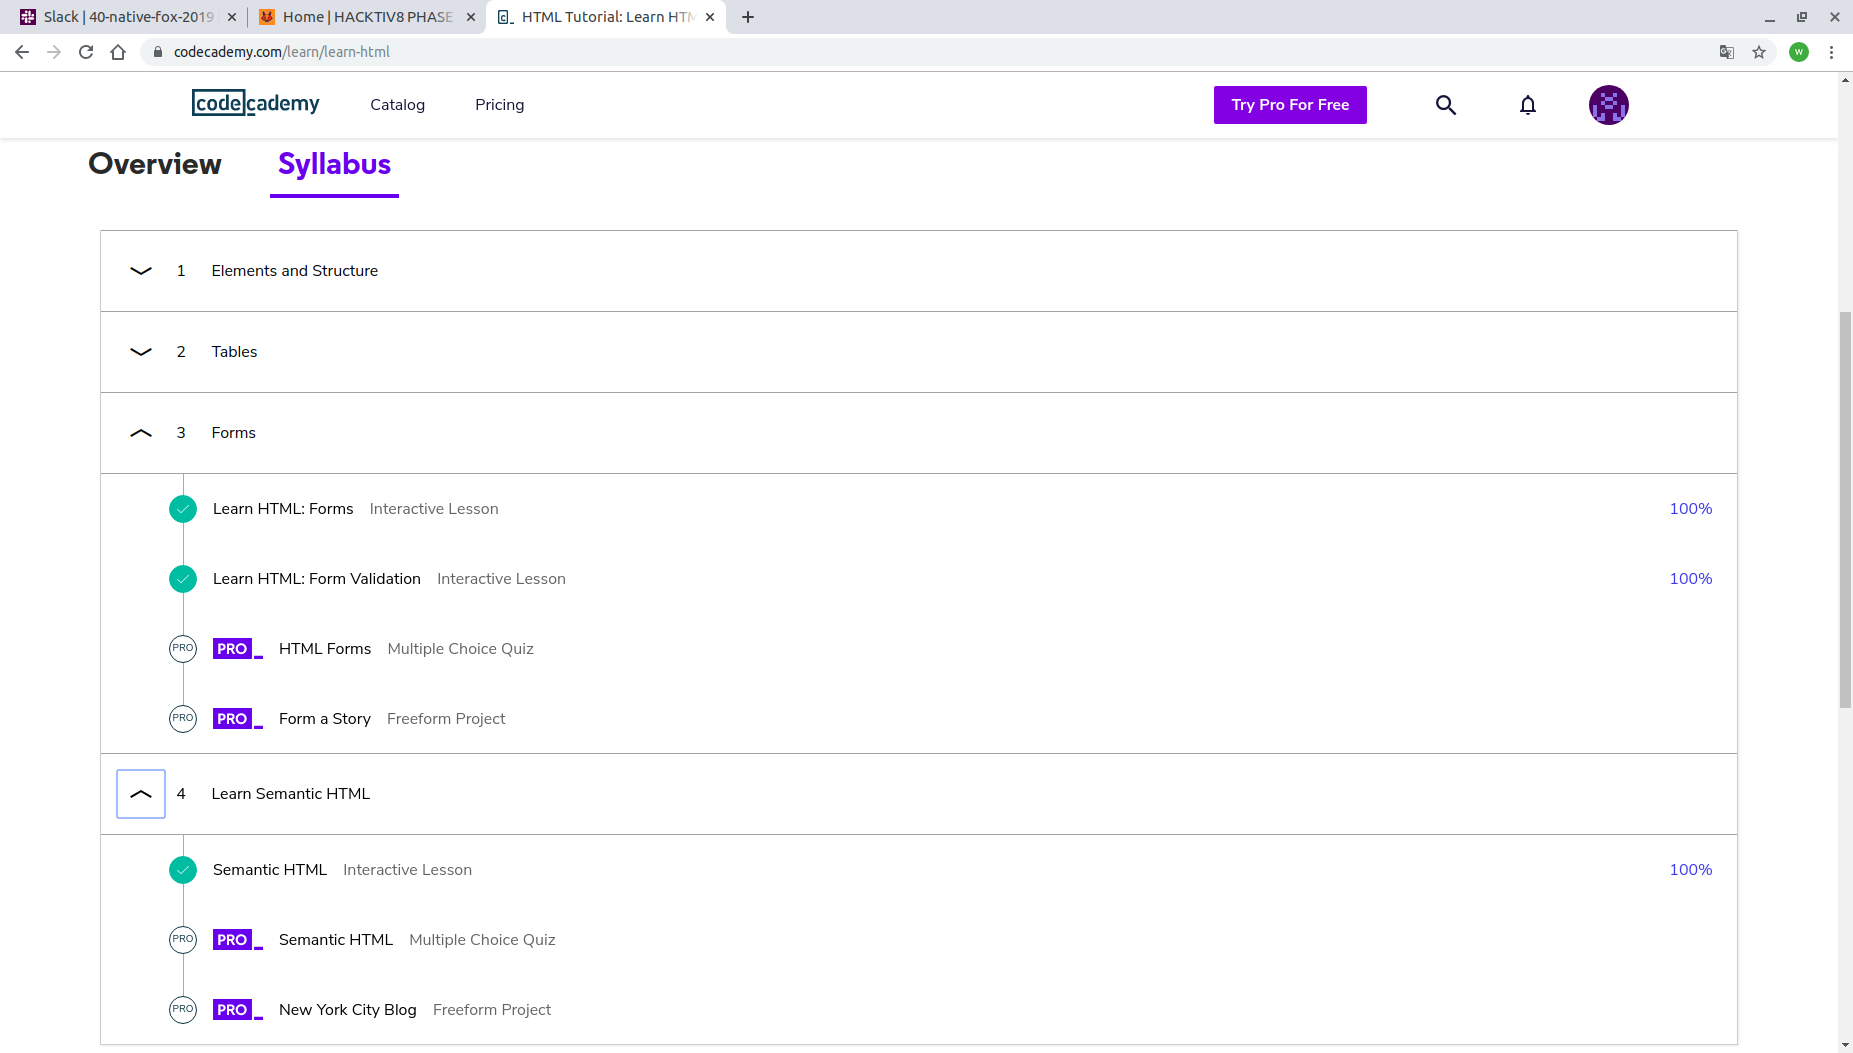 Slack | 40-native-fox-2019
Home | HACKTIV8 PHASE
HTML Tutorial: Learn HTM
codecademy.com/learn/learn-html
w
codecademy
Catalog
Pricing
Try Pro For Free
Overview
Syllabus
1 Elements and Structure
2 Tables
3 Forms
Learn HTML: Forms Interactive Lesson 100%
Learn HTML: Form Validation Interactive Lesson 100%
PRO PRO_ HTML Forms Multiple Choice Quiz
PRO PRO_ Form a Story Freeform Project
4 Learn Semantic HTML
Semantic HTML Interactive Lesson 100%
PRO PRO_ Semantic HTML Multiple Choice Quiz
PRO PRO_ New York City Blog Freeform Project